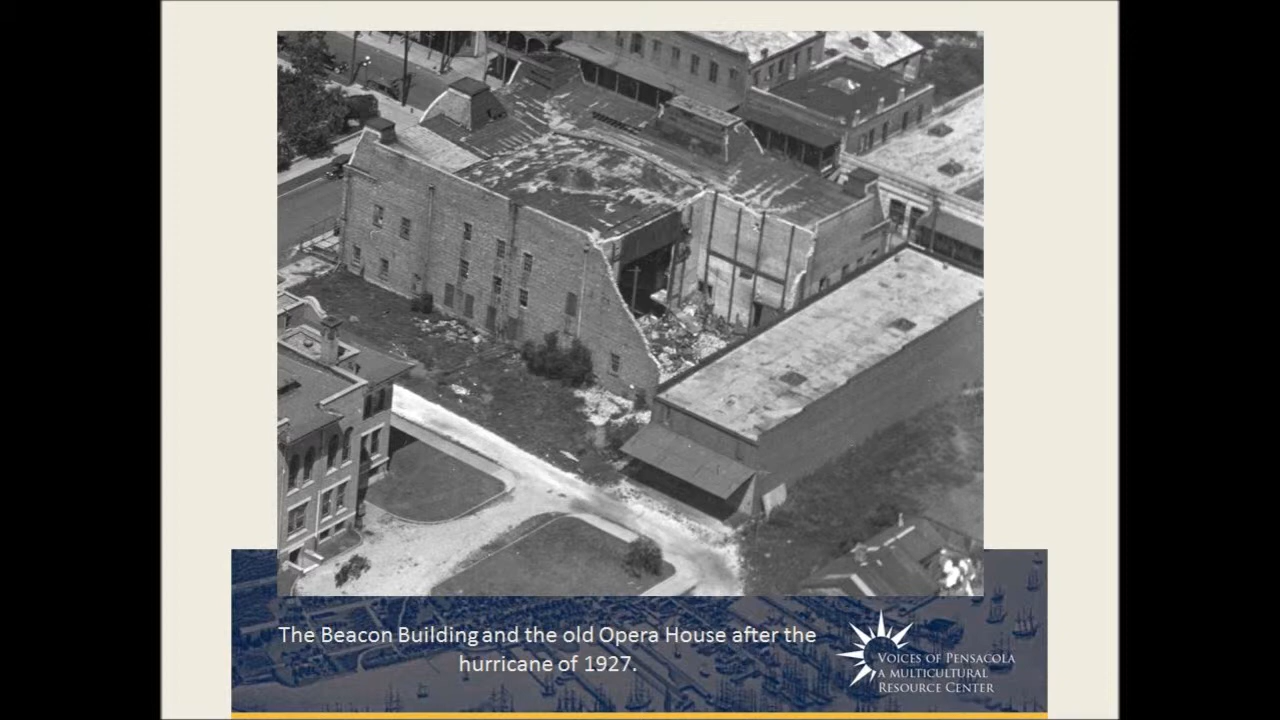 The Beacon Building and the old Opera House after the
hurricane of 1927.
VOICES OF PENSACOLA
A MULTICULTURAL
RESOURCE CENTER